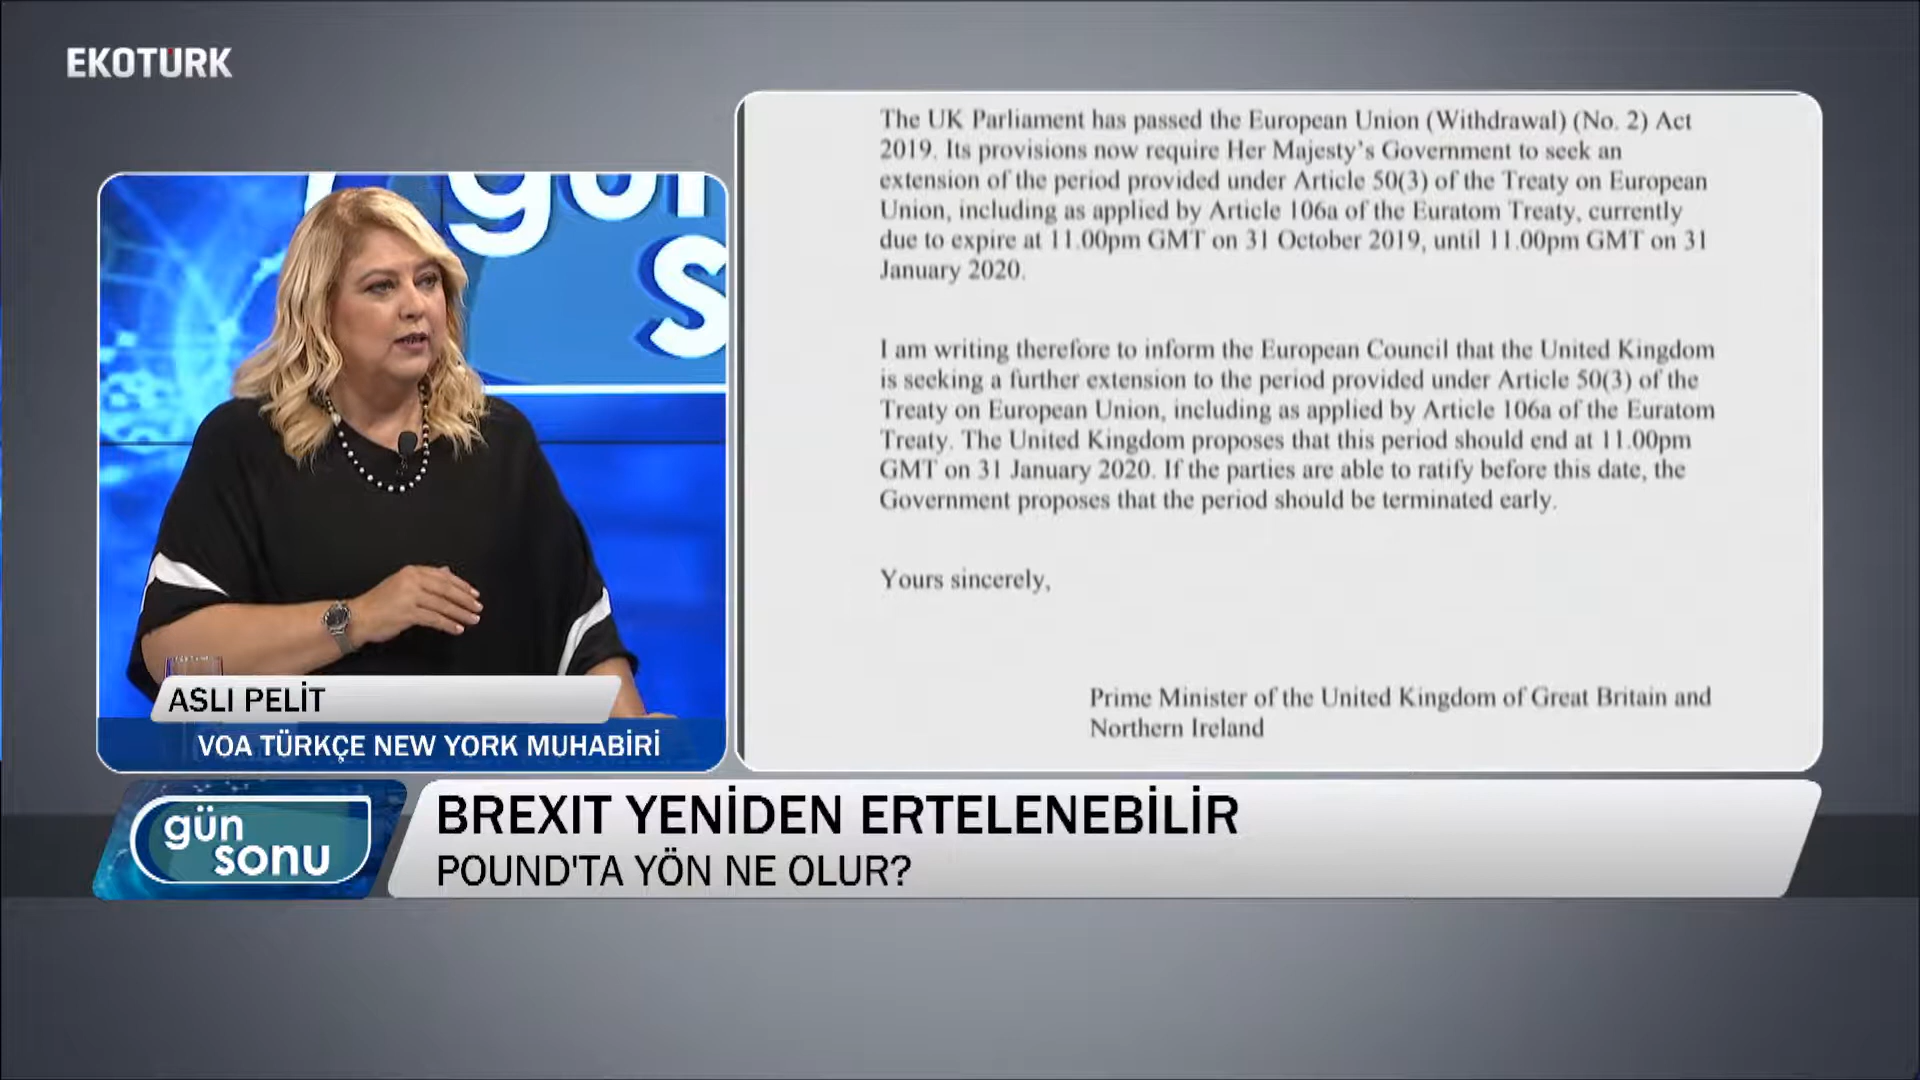 EKOTÜRK
gün
s
The UK Parliament has passed the European Union (Withdrawal) (No. 2) Act
2019. Its provisions now require Her Majesty's Government to seek an
extension of the period provided under Article 50(3) of the Treaty on European
Union, including as applied by Article 106a of the Euratom Treaty, currently
due to expire at 11.00pm GMT on 31 October 2019, until 11.00pm GMT on 31
January 2020.
I am writing therefore to inform the European Council that the United Kingdom
is seeking a further extension to the period provided under Article 50(3) of the
Treaty on European Union, including as applied by Article 106a of the Euratom
Treaty. The United Kingdom proposes that this period should end at 11.00pm
GMT on 31 January 2020. If the parties are able to ratify before this date, the
Government proposes that the period should be terminated early.
Yours sincerely,
Prime Minister of the United Kingdom of Great Britain and
Northern Ireland
ASLI PELİT
VOA TÜRKÇE NEW YORK MUHABİRİ
gün
sonu
BREXIT YENİDEN ERTELENEBİLİR
POUND'TA YÖN NE OLUR?